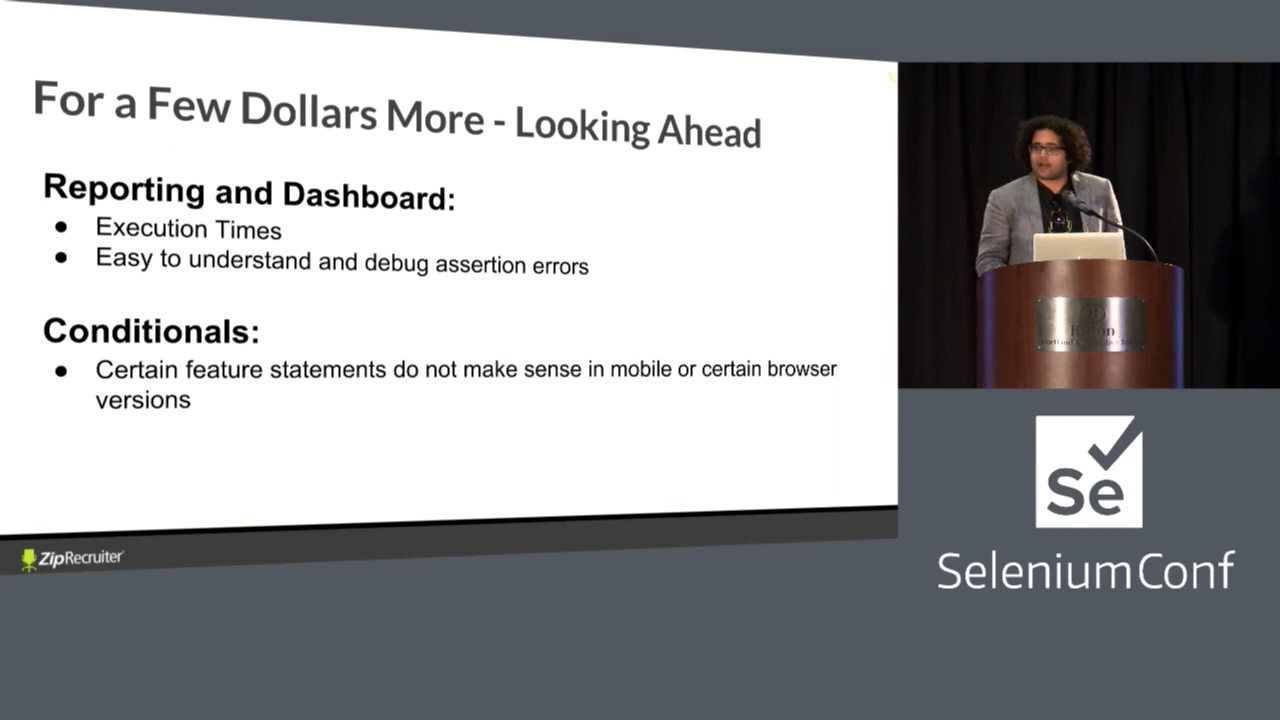 For a Few Dollars More - Looking Ahead
Reporting and Dashboard:
● Execution Times
● Easy to understand and debug assertion errors
Conditionals:
● Certain feature statements do not make sense in mobile or certain browser
versions
ZipRecruiter
Se
SeleniumConf